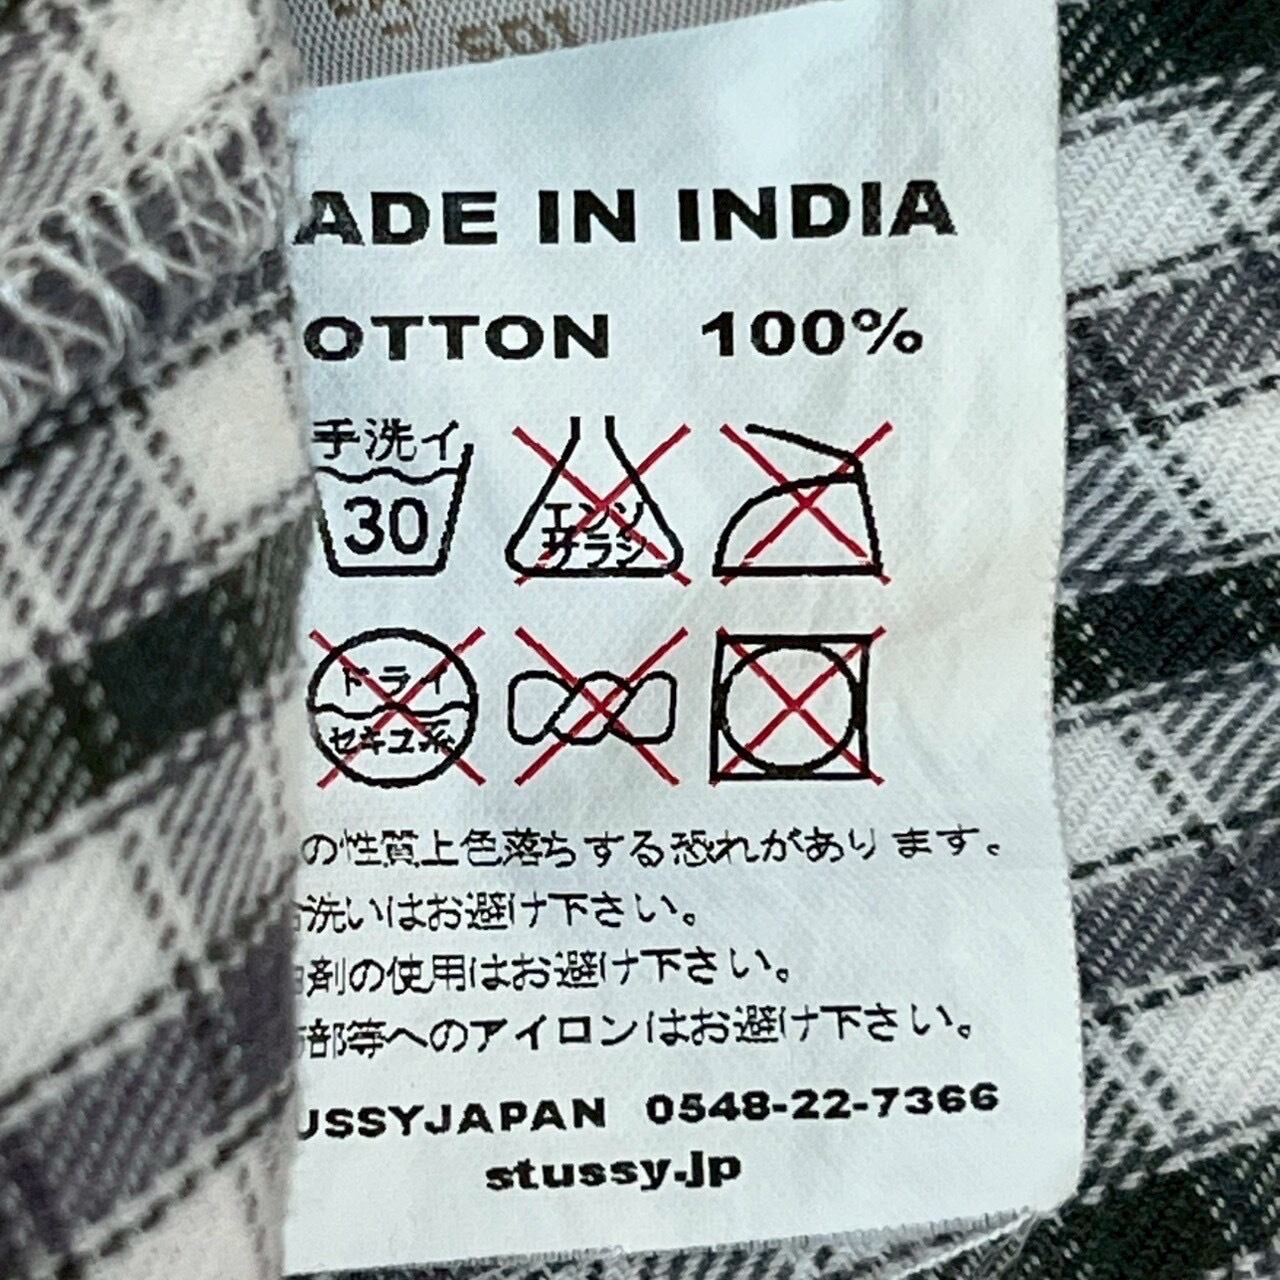 ADE IN INDIA
OTTON 100%
手洗イ
30
エンソ
サラシ
ドライ
セキユ系
の性質上色落ちする恐れがあります。
洗いはお避け下さい。
剤の使用はお避け下さい。
部等へのアイロンはお避け下さい。
USSYJAPAN 0548-22-7366
stussy.jp